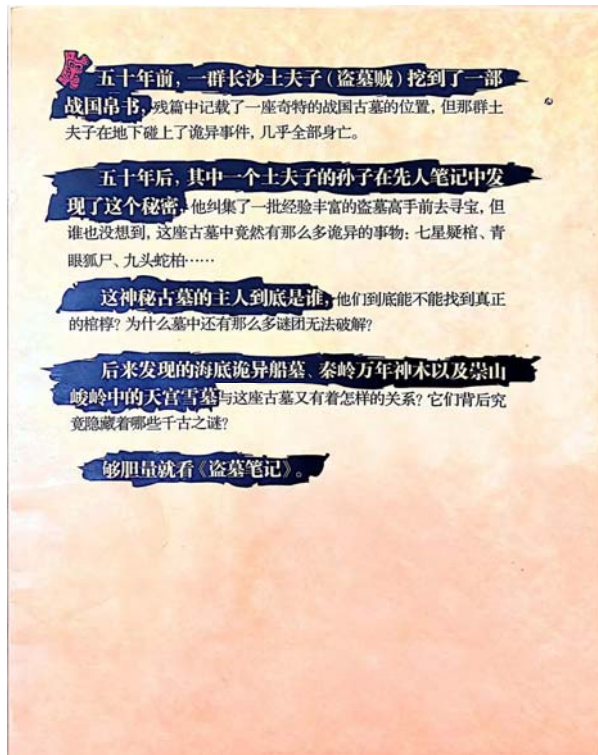 五十年前，一群长沙土夫子（盗墓贼）挖到了一部
战国帛书，残篇中记载了一座奇特的战国古墓的位置，但那群土
夫子在地下碰上了诡异事件，几乎全部身亡。
五十年后，其中一个土夫子的孙子在先人笔记中发
现了这个秘密，他纠集了一批经验丰富的盗墓高手前去寻宝，但
谁也没想到，这座古墓中竟然有那么多诡异的事物：七星疑棺、青
眼狐尸、九头蛇柏……
这神秘古墓的主人到底是谁，他们到底能不能找到真正
的棺椁？为什么墓中还有那么多谜团无法破解？
后来发现的海底诡异船墓、秦岭万年神木以及崇山
峻岭中的天宫雪墓与这座古墓又有着怎样的关系？它们背后究
竟隐藏着哪些千古之谜？
够胆量就看《盗墓笔记》。